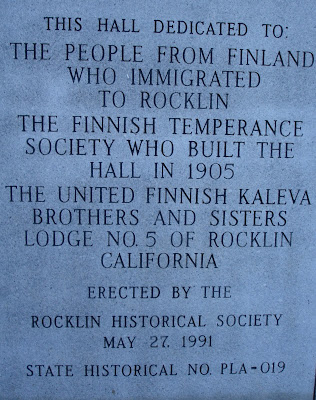 THIS HALL DEDICATED TO:
THE PEOPLE FROM FINLAND
WHO IMMIGRATED
TO ROCKLIN
THE FINNISH TEMPERANCE
SOCIETY WHO BUILT THE
HALL IN 1905
THE UNITED FINNISH KALEVA
BROTHERS AND SISTERS
LODGE NO. 5 OF ROCKLIN
CALIFORNIA
ERECTED BY THE
ROCKLIN HISTORICAL SOCIETY
MAY 27, 1991
STATE HISTORICAL NO. PLA-019